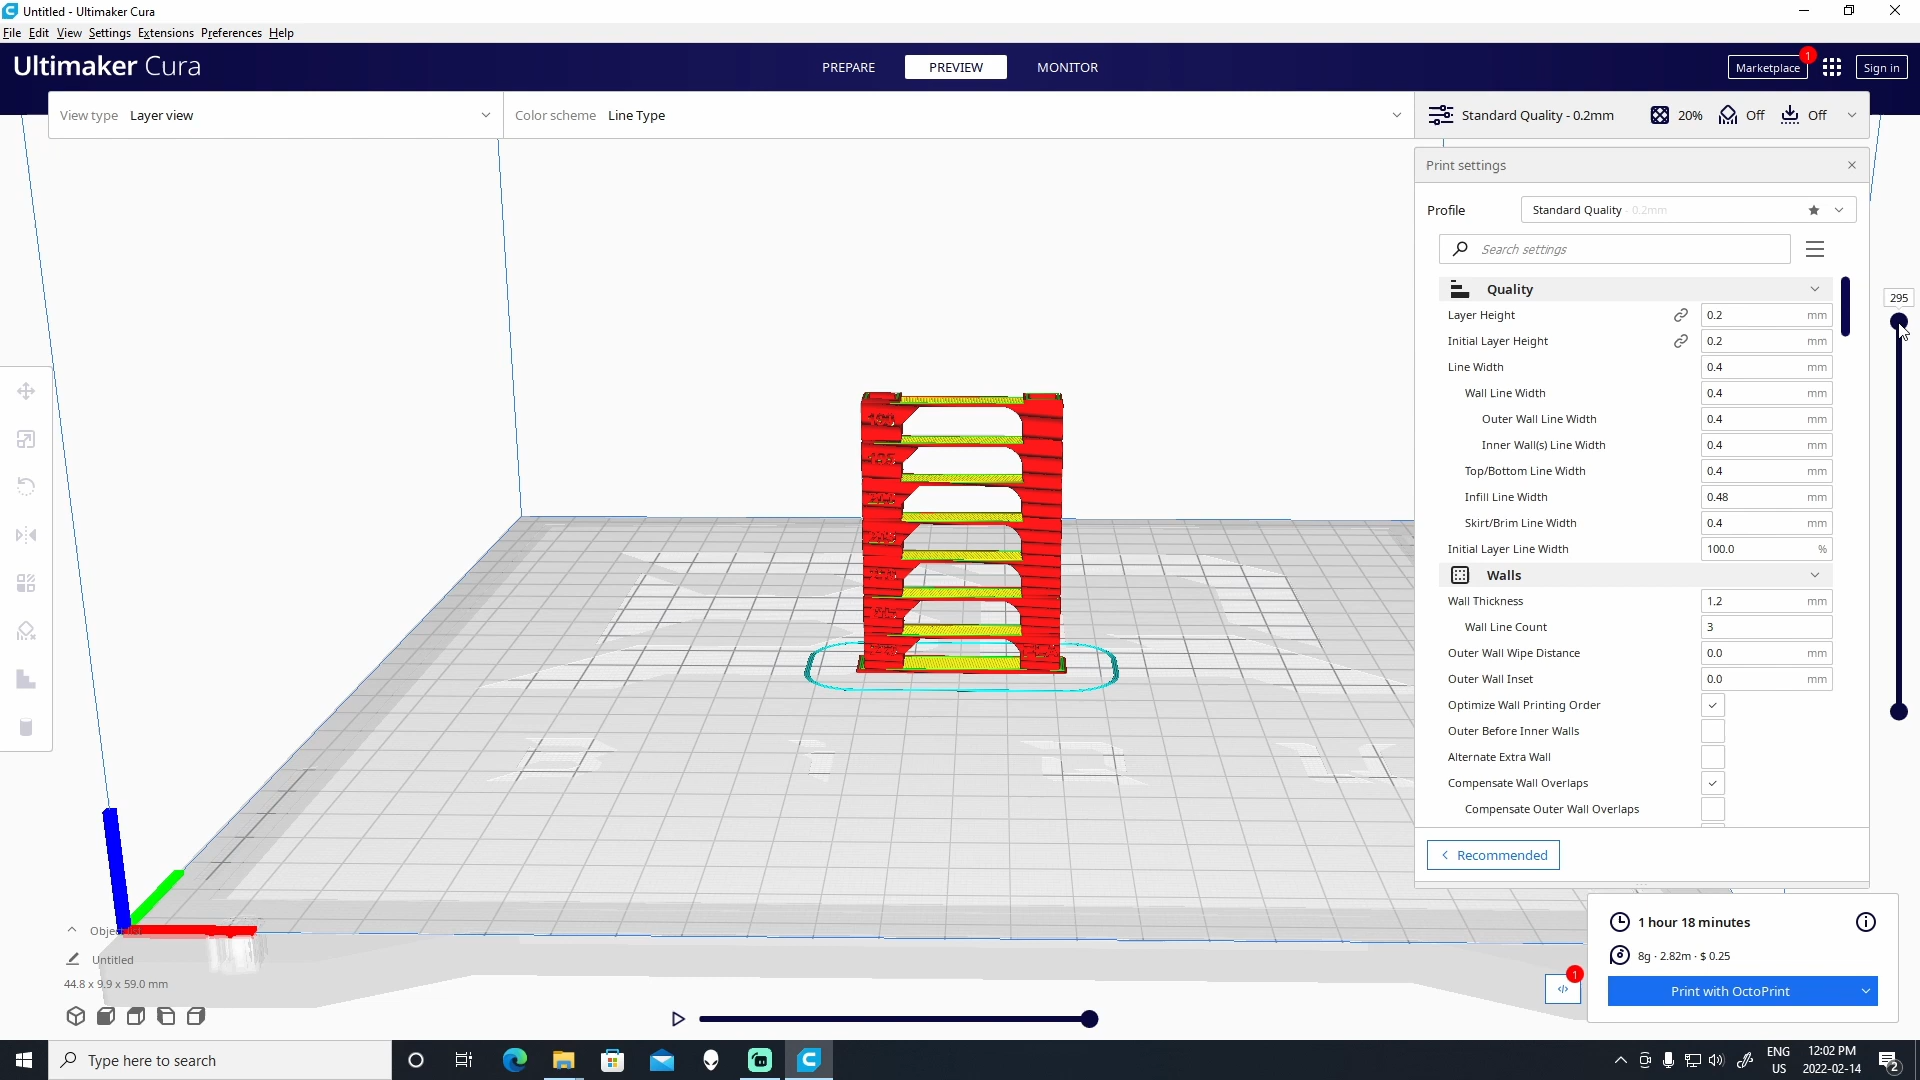 Untitled - Ultimaker Cura
File Edit View Settings Extensions Preferences Help
Ultimaker Cura
PREPARE PREVIEW MONITOR
Marketplace 1 Sign in
View type Layer view
Color scheme Line Type
Standard Quality - 0.2mm 20% Off Off
Print settings
Profile Standard Quality - 0.2mm
Search settings
Quality
295
Layer Height 0.2 mm
Initial Layer Height 0.2 mm
Line Width 0.4 mm
Wall Line Width 0.4 mm
Outer Wall Line Width 0.4 mm
Inner Wall(s) Line Width 0.4 mm
Top/Bottom Line Width 0.4 mm
Infill Line Width 0.48 mm
Skirt/Brim Line Width 0.4 mm
Initial Layer Line Width 100.0 %
Walls
Wall Thickness 1.2 mm
Wall Line Count 3
Outer Wall Wipe Distance 0.0 mm
Outer Wall Inset 0.0 mm
Optimize Wall Printing Order
Outer Before Inner Walls
Alternate Extra Wall
Compensate Wall Overlaps
Compensate Outer Wall Overlaps
Recommended
Object list
Untitled
44.8 x 9.9 x 59.0 mm
1 hour 18 minutes
8g · 2.82m · $ 0.25
1
Print with OctoPrint
Type here to search
ENG
US
12:02 PM
2022-02-14
2